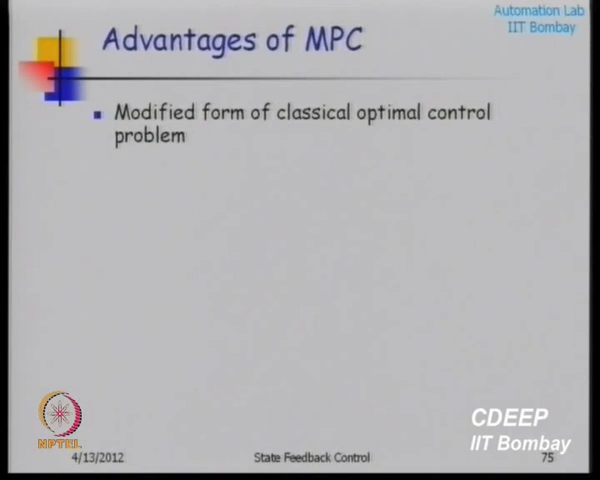 Automation Lab
IIT Bombay
Advantages of MPC
Modified form of classical optimal control
problem
NPTEL
CDEEP
IIT Bombay
4/13/2012
State Feedback Control
75